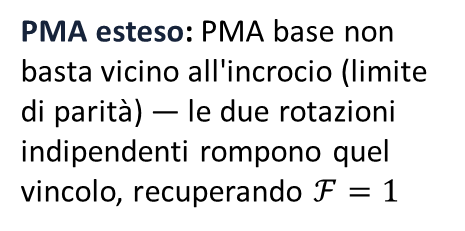 PMA esteso: PMA base non
basta vicino all'incrocio (limite
di parità) — le due rotazioni
indipendenti rompono quel
vincolo, recuperando ℱ = 1